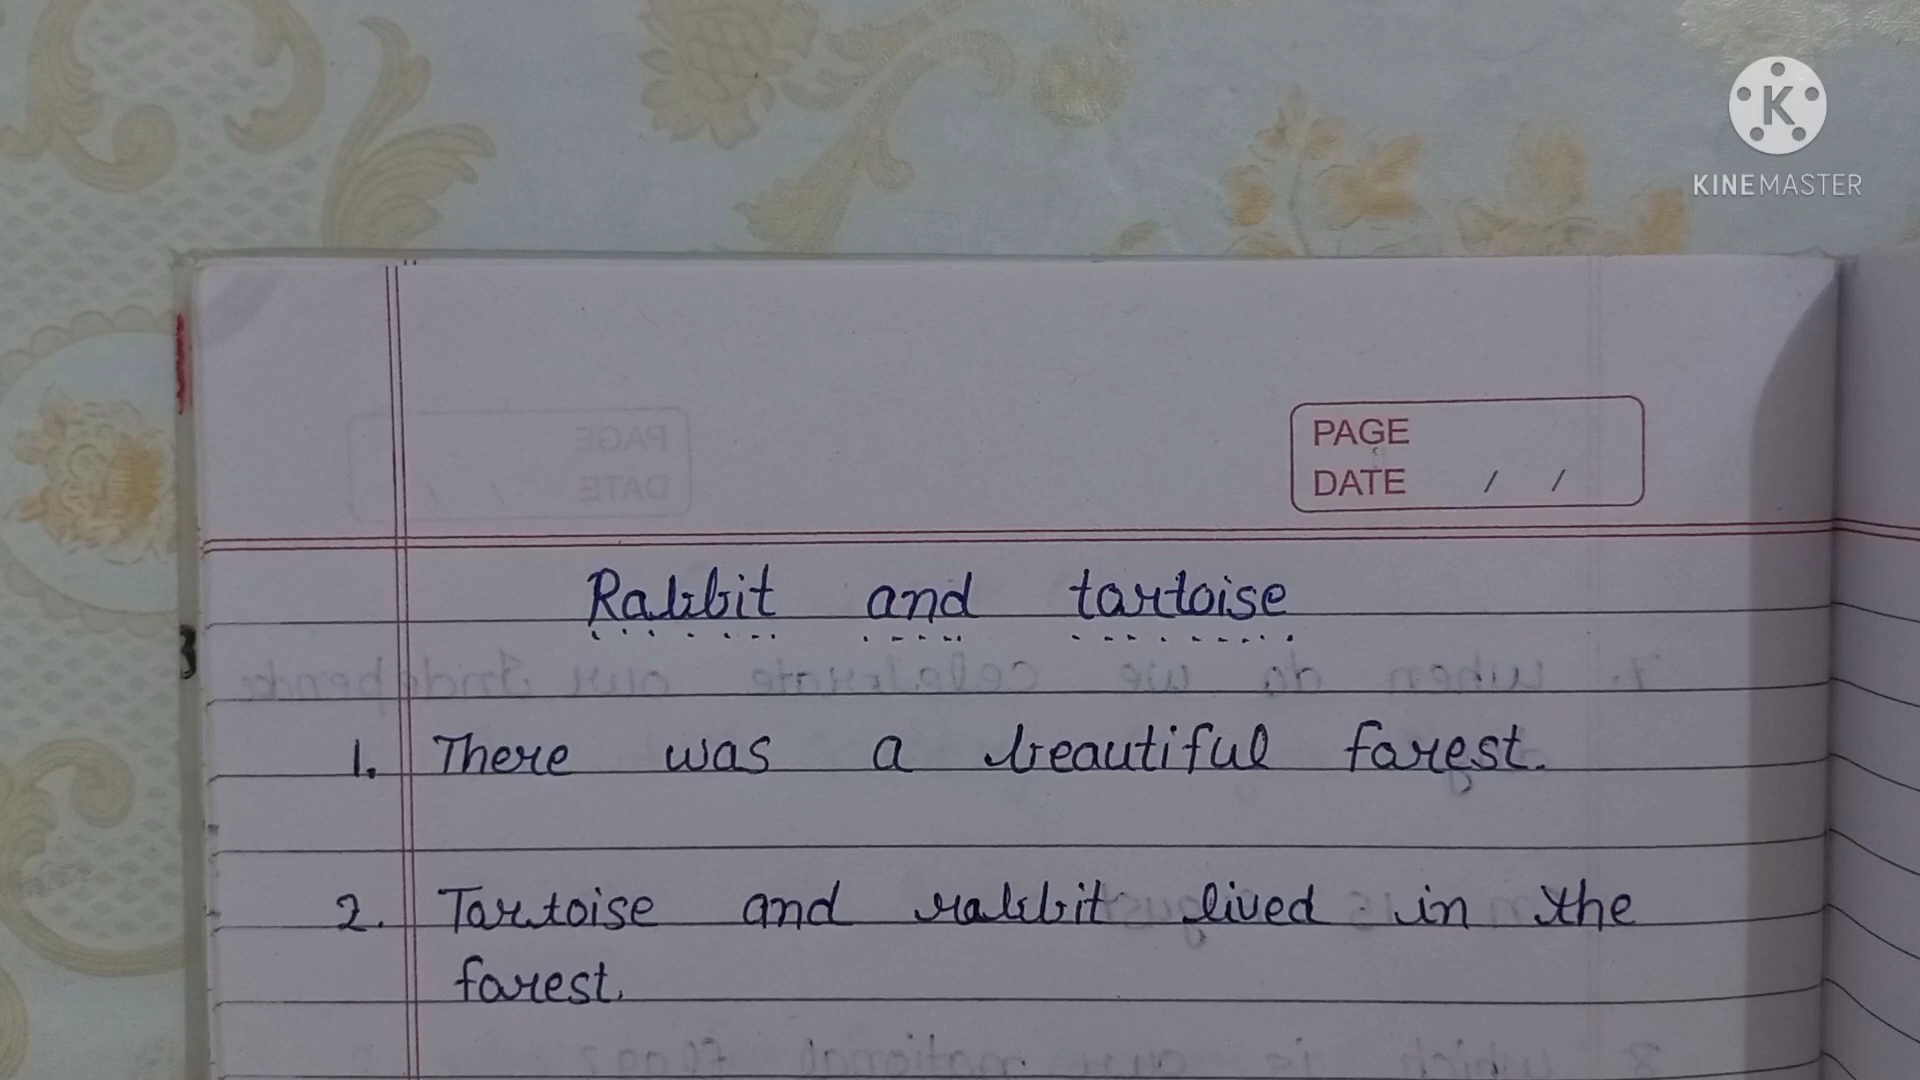 KINEMASTER
PAGE
DATE / /
Rabbit and tortoise
1. There was a beautiful forest.
2. Tortoise and rabbit lived in the
forest.